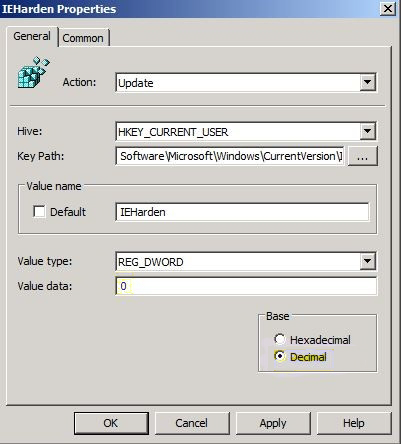 IEHarden Properties
General Common
Action: Update
Hive: HKEY_CURRENT_USER
Key Path: Software\Microsoft\Windows\CurrentVersion\I ...
Value name
Default IEHarden
Value type: REG_DWORD
Value data: 0
Base
Hexadecimal
Decimal
OK Cancel Apply Help